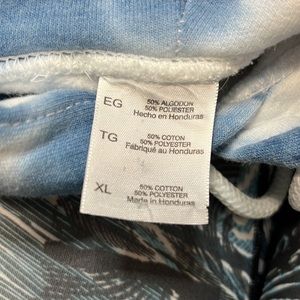 EG
50% ALGODON
50% POLIESTER
Hecho en Honduras
TG
50% COTON
50% POLYESTER
Fabriqué au Honduras
XL
50% COTTON
50% POLYESTER
Made in Honduras